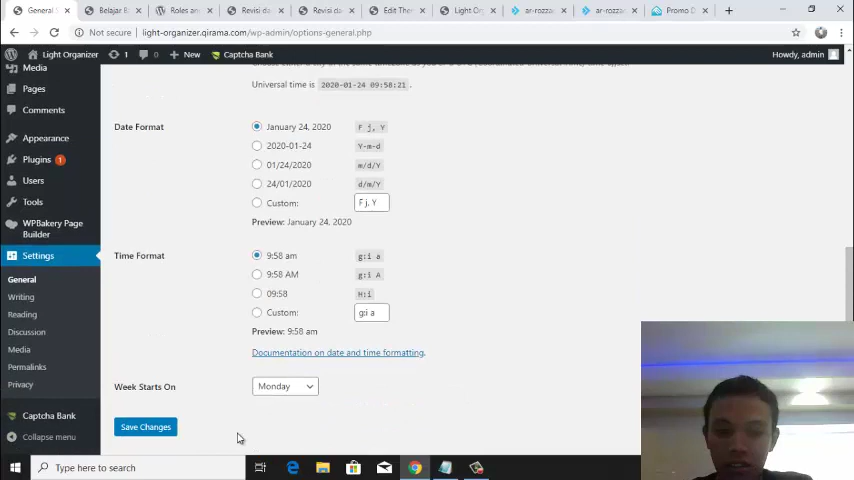 General S
Belajar B
Roles an
Revisi da
Revisi da
Edit The
Light Or
ar-rozza
ar-rozza
Promo D
Not secure
light-organizer.qirama.com/wp-admin/options-general.php
Light Organizer
1
0
New
Captcha Bank
Howdy, admin
Media
Pages
Comments
Appearance
Plugins 1
Users
Tools
WPBakery Page
Builder
Settings
General
Writing
Reading
Discussion
Media
Permalinks
Privacy
Captcha Bank
Collapse menu
Universal time is 2020-01-24 09:58:21 .
Date Format
January 24, 2020 F j, Y
2020-01-24 Y-m-d
01/24/2020 m/d/Y
24/01/2020 d/m/Y
Custom: F j, Y
Preview: January 24, 2020
Time Format
9:58 am g:i a
9:58 AM g:i A
09:58 H:i
Custom: g:i a
Preview: 9:58 am
Documentation on date and time formatting.
Week Starts On
Monday
Save Changes
Type here to search